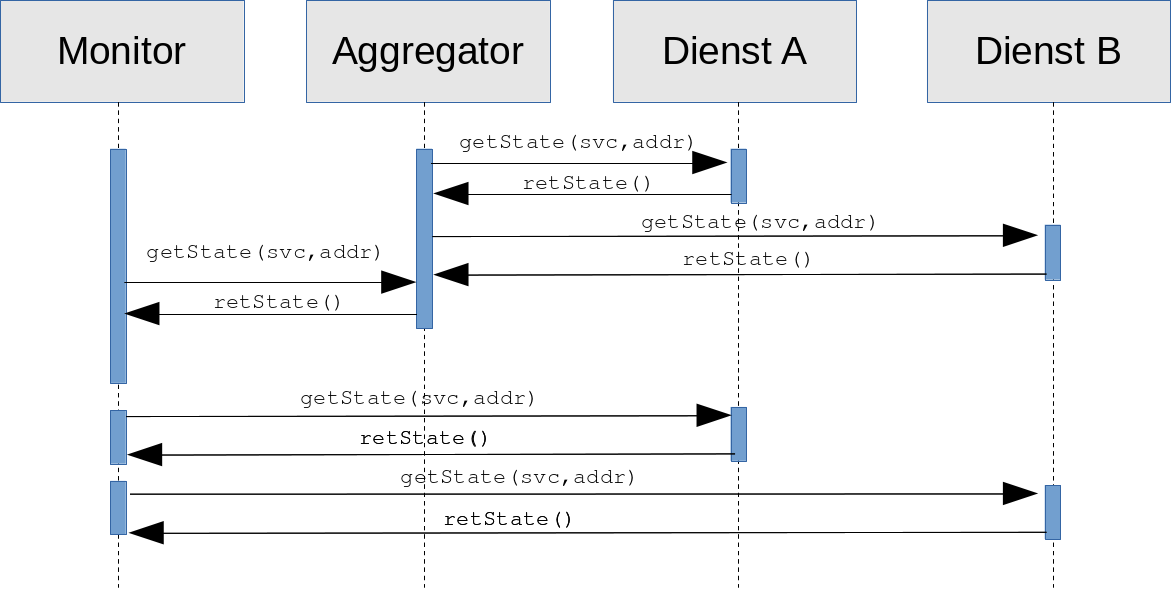 Monitor
Aggregator
Dienst A
Dienst B
getState(svc,addr)
retState()
getState(svc,addr)
getState(svc,addr)
retState()
retState()
getState(svc,addr)
retState()
getState(svc,addr)
retState()